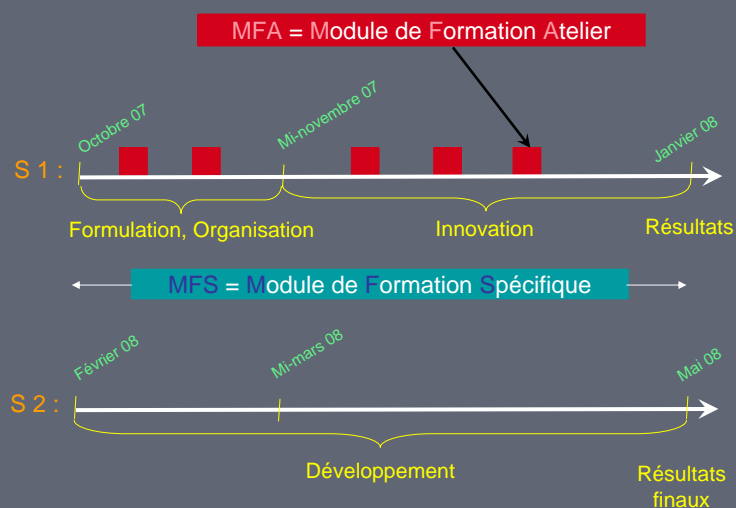 MFA = Module de Formation Atelier
Octobre 07
Mi-novembre 07
Janvier 08
S 1 :
Formulation, Organisation
Innovation
Résultats
MFS = Module de Formation Spécifique
Février 08
Mi-mars 08
Mai 08
S 2 :
Développement
Résultats
finaux